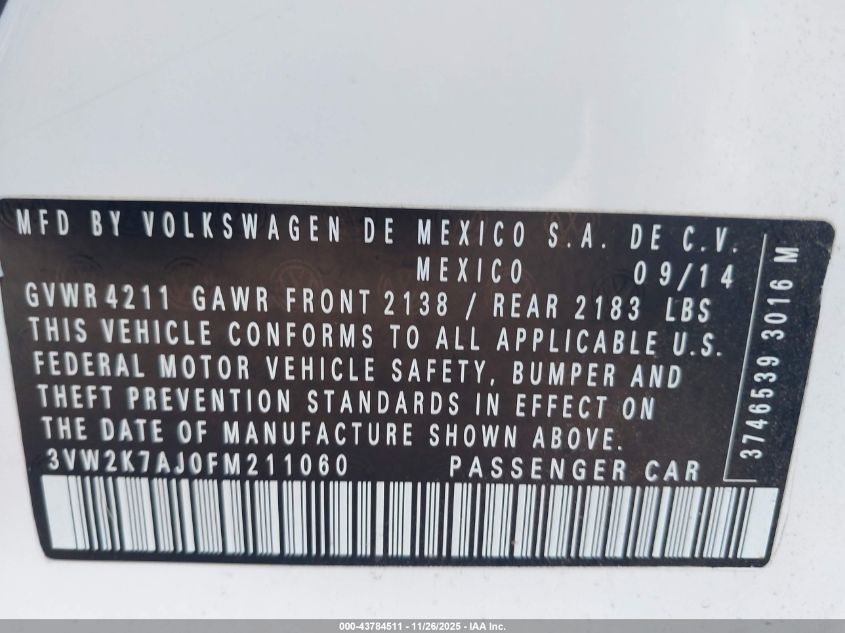 MFD BY VOLKSWAGEN DE MEXICO S.A. DE C.V.
MEXICO 09/14
GVWR 4211 GAWR FRONT 2138 / REAR 2183 LBS
THIS VEHICLE CONFORMS TO ALL APPLICABLE U.S.
FEDERAL MOTOR VEHICLE SAFETY, BUMPER AND
THEFT PREVENTION STANDARDS IN EFFECT ON
THE DATE OF MANUFACTURE SHOWN ABOVE.
3VW2K7AJ0FM211060 PASSENGER CAR
3746539 3016 M
000-43784511 - 11/26/2025 - IAA Inc.